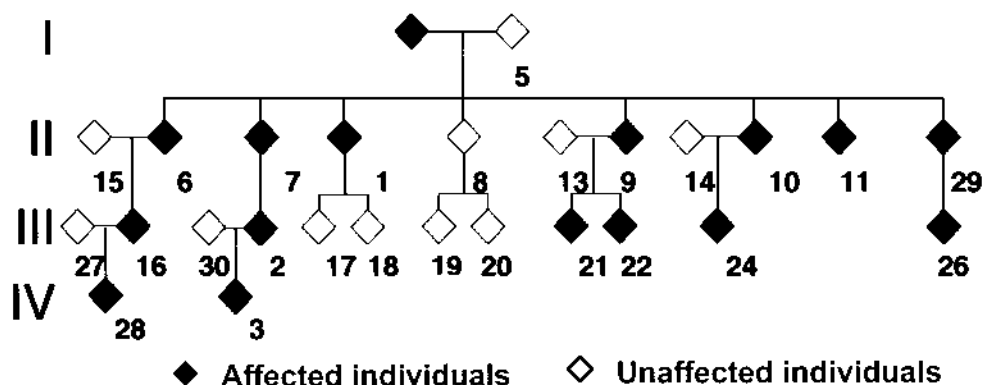 I
5
II
15 6 7 1 8 13 9 14 10 11 29
III
27 16 30 2 17 18 19 20 21 22 24 26
IV
28 3
Affected individuals Unaffected individuals